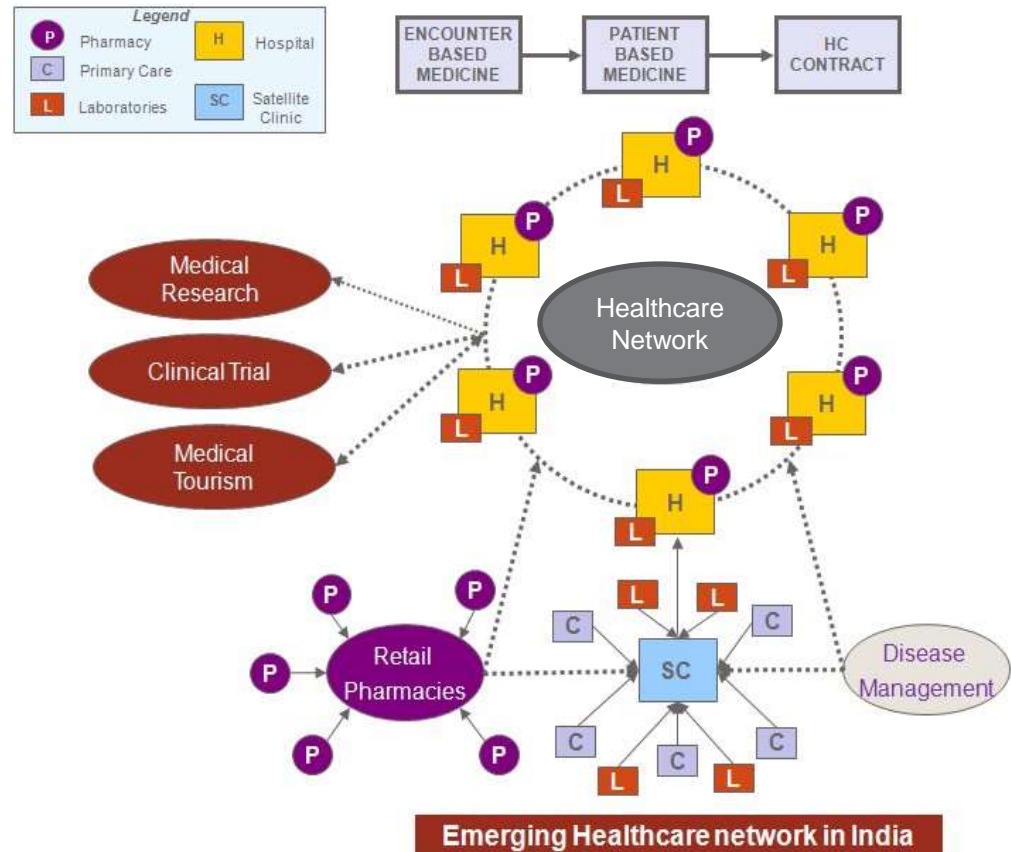 Legend
P
Pharmacy
H
Hospital
C
Primary Care
L
Laboratories
SC
Satellite
Clinic
ENCOUNTER
BASED
MEDICINE
PATIENT
BASED
MEDICINE
HC
CONTRACT
P
H
L
P
H
L
P
H
L
Medical
Research
Healthcare
Network
Clinical Trial
P
H
L
P
H
L
Medical
Tourism
P
H
L
P
P
L
L
C
C
Retail
Pharmacies
P
SC
Disease
Management
P
P
C
C
C
L
L
Emerging Healthcare network in India